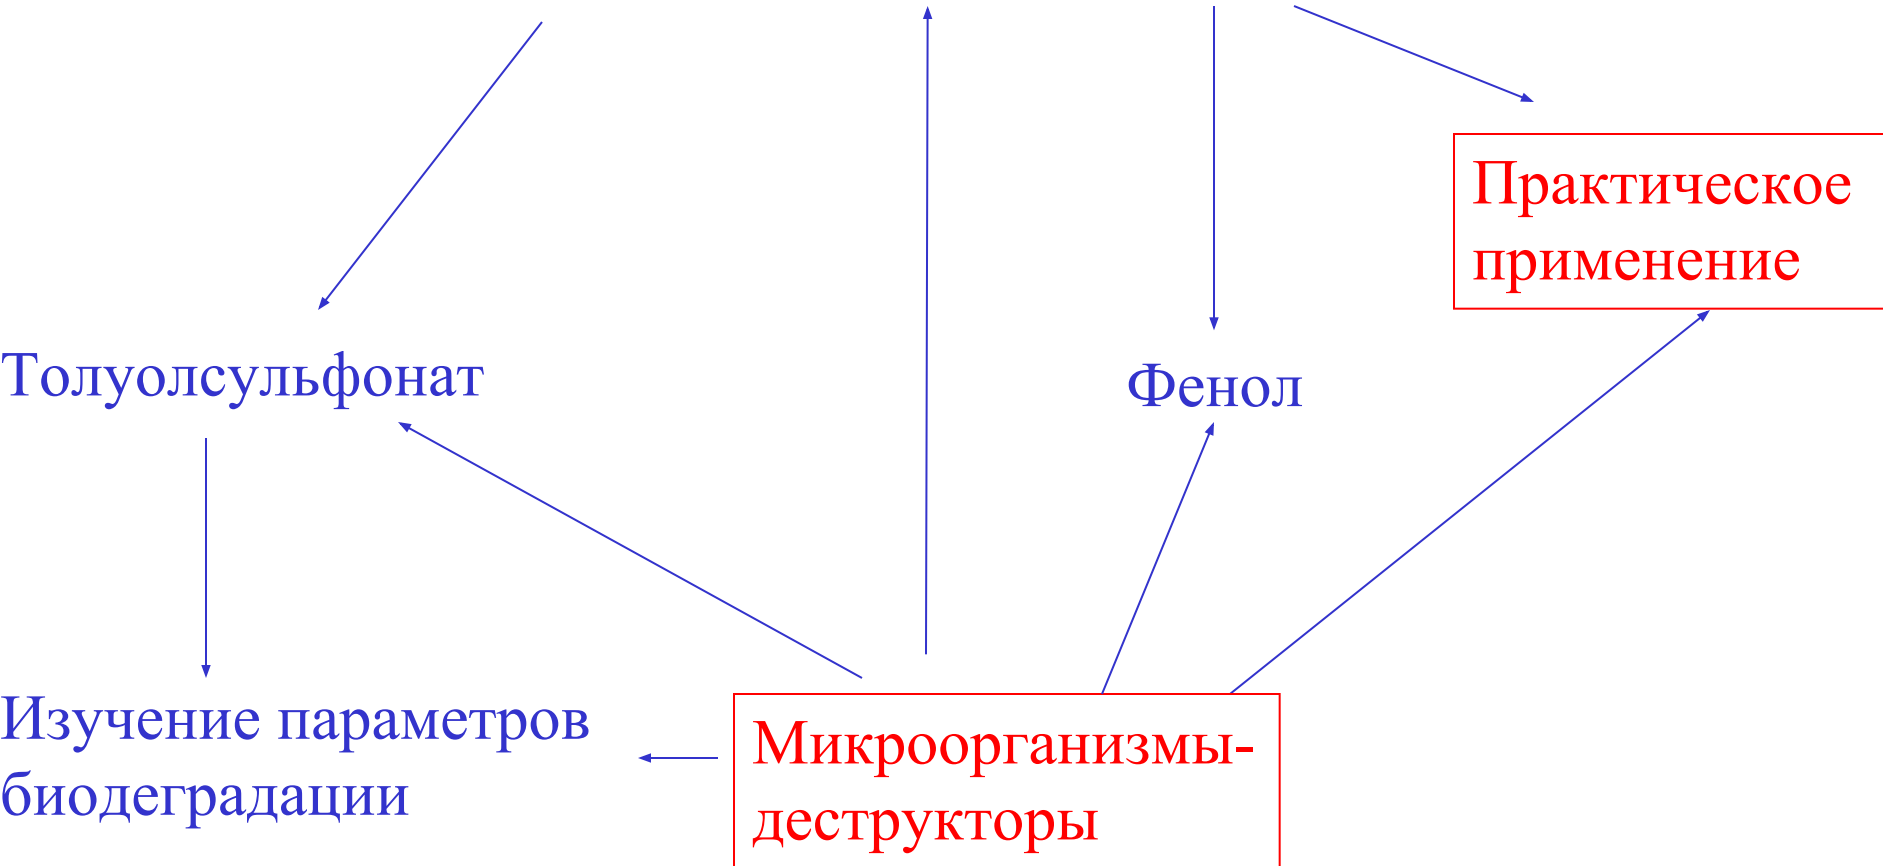 Практическое
применение
Толуолсульфонат
Фенол
Изучение параметров
биодеградации
Микроорганизмы-
деструкторы